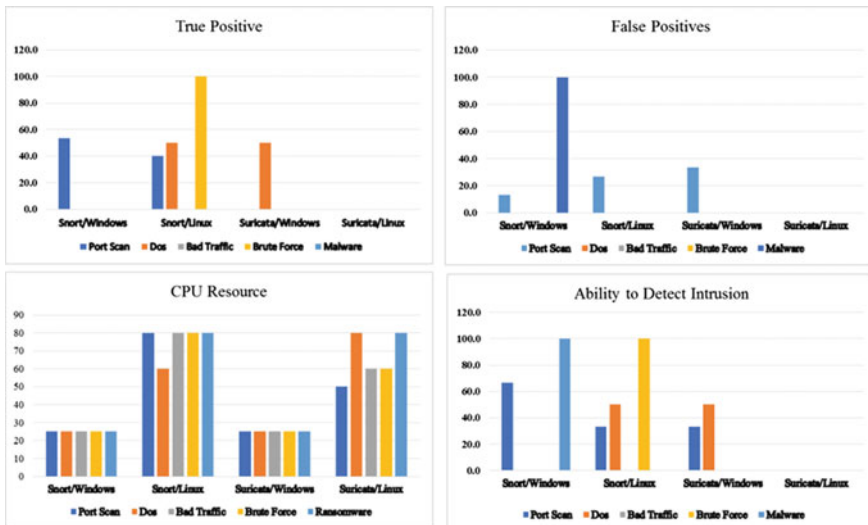 True Positive
120.0
100.0
80.0
60.0
40.0
20.0
0.0
Snort/Windows Snort/Linux Suricata/Windows Suricata/Linux
Port Scan Dos Bad Traffic Brute Force Malware
False Positives
120.0
100.0
80.0
60.0
40.0
20.0
0.0
Snort/Windows Snort/Linux Suricata/Windows Suricata/Linux
Port Scan Dos Bad Traffic Brute Force Malware
CPU Resource
90
80
70
60
50
40
30
20
10
0
Snort/Windows Snort/Linux Suricata/Windows Suricata/Linux
Port Scan Dos Bad Traffic Brute Force Ransomware
Ability to Detect Intrusion
120.0
100.0
80.0
60.0
40.0
20.0
0.0
Snort/Windows Snort/Linux Suricata/Windows Suricata/Linux
Port Scan Dos Bad Traffic Brute Force Malware